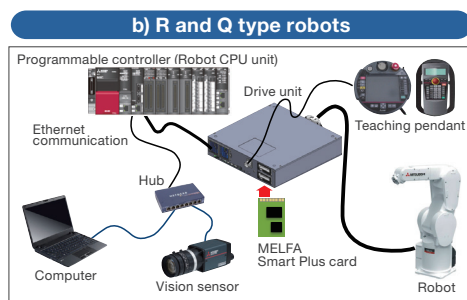 b) R and Q type robots
Programmable controller (Robot CPU unit)
Drive unit
Ethernet
communication
Teaching pendant
Hub
MELFA
Smart Plus card
Computer
Vision sensor
Robot